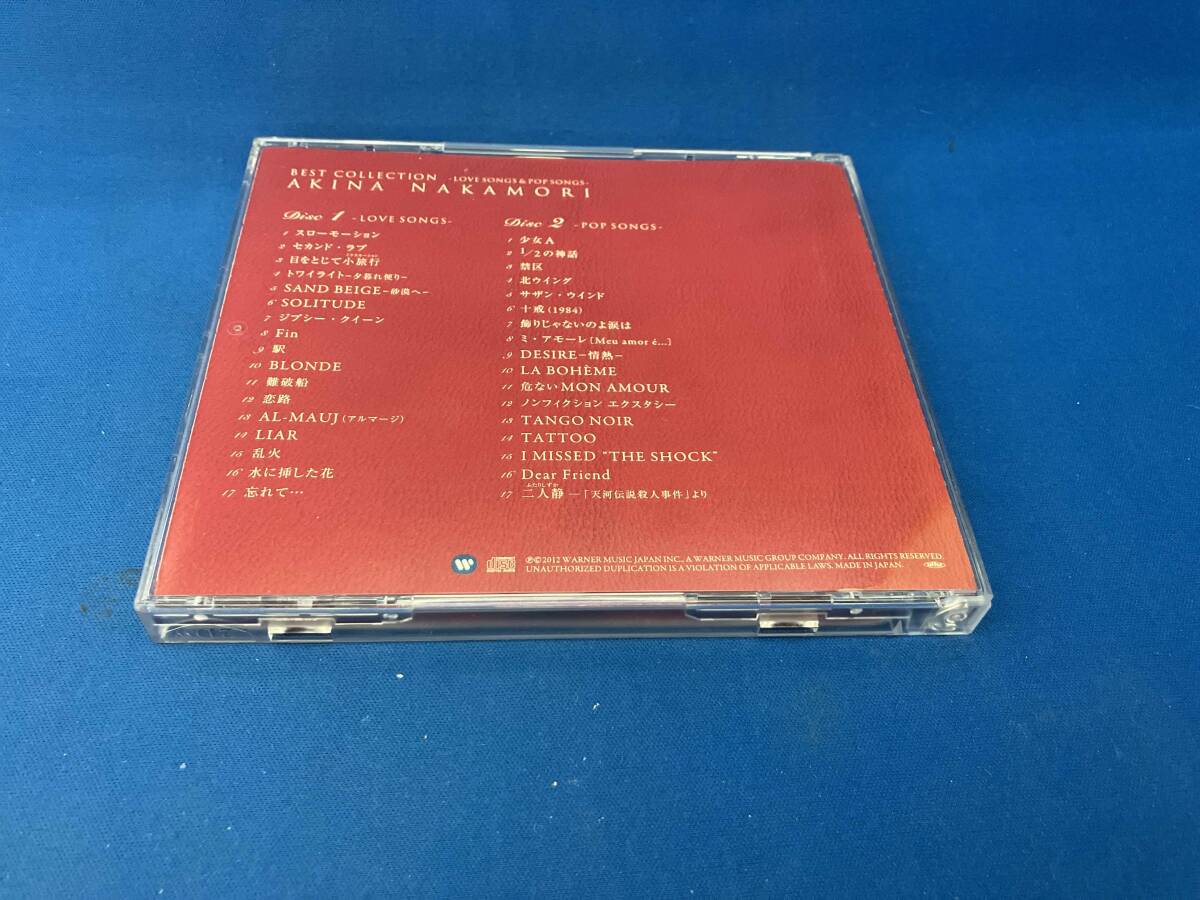 BEST COLLECTION -LOVE SONGS & POP SONGS-
AKINA NAKAMORI
Disc 1 -LOVE SONGS-
1 スローモーション
2 セカンド・ラブ
3 目をとじて小旅行
4 トワイライト-夕暮れ便り-
5 SAND BEIGE-砂漠へ-
6 SOLITUDE
7 ジプシー・クイーン
8 Fin
9 駅
10 BLONDE
11 難破船
12 恋路
13 AL-MAUJ (アルマージ)
14 LIAR
15 乱火
16 水に挿した花
17 忘れて…
Disc 2 -POP SONGS-
1 少女A
2 1/2の神話
3 禁区
4 北ウイング
5 サザン・ウインド
6 十戒 (1984)
7 飾りじゃないのよ涙は
8 ミ・アモーレ [Meu amor é...]
9 DESIRE-情熱-
10 LA BOHÈME
11 危ないMON AMOUR
12 ノンフィクション エクスタシー
13 TANGO NOIR
14 TATTOO
15 I MISSED "THE SHOCK"
16 Dear Friend
ふたりしずか
17 二人静 -「天河伝説殺人事件」より
℗©2012 WARNER MUSIC JAPAN INC., A WARNER MUSIC GROUP COMPANY. ALL RIGHTS RESERVED.
UNAUTHORIZED DUPLICATION IS A VIOLATION OF APPLICABLE LAWS. MADE IN JAPAN.